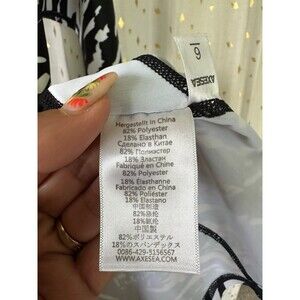 AXESEA
6
Hergestellt in China
82% Polyester
18% Elasthan
Сделано в Китае
82% Полиэстер
18% Эластан
Fabriqué en Chine
82% Polyester
18% Elasthanne
Fabricado en China
82% Poliéster
18% Elastano
中国制造
82%涤纶
18%氨纶
中国製
82%ポリエステル
18%のスパンデックス
0086-429-5156567
WWW.AXESEA.COM